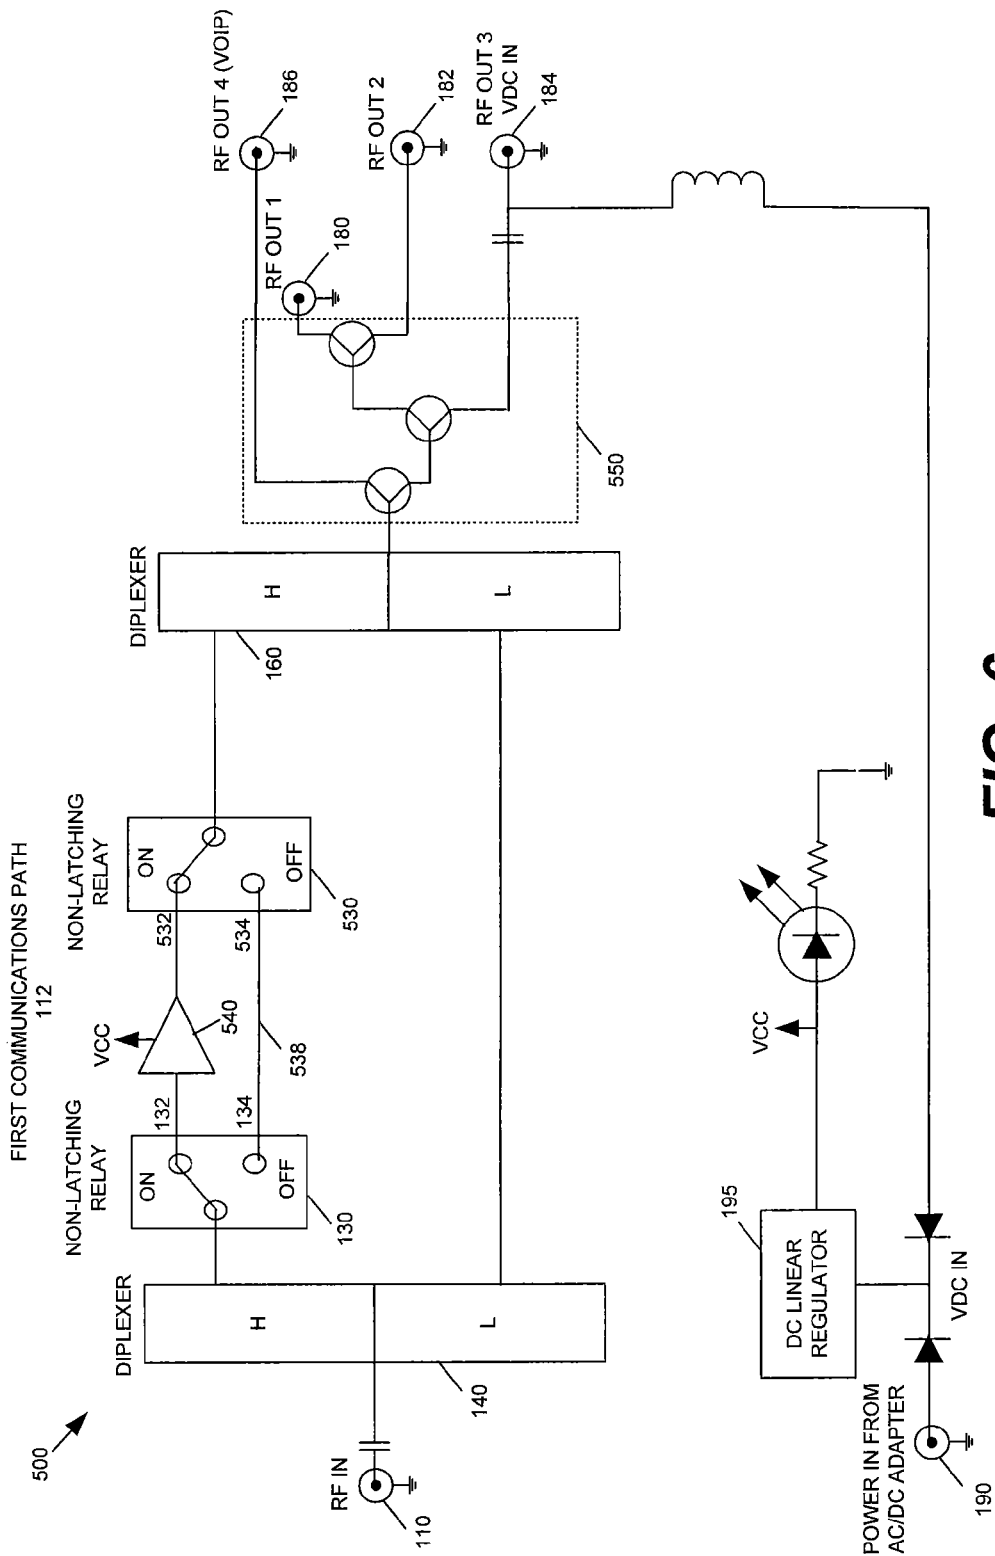 FIRST COMMUNICATIONS PATH
112
500
NON-LATCHING
RELAY
NON-LATCHING
RELAY
VCC
DIPLEXER
DIPLEXER
ON
132
532
ON
RF OUT 4 (VOIP)
186
540
H
134
534
H
RF OUT 1
180
OFF
538
OFF
160
130
530
RF IN
110
RF OUT 2
182
140
L
L
RF OUT 3
VDC IN
184
550
195
VCC
DC LINEAR
REGULATOR
POWER IN FROM
AC/DC ADAPTER
VDC IN
190
FIG.